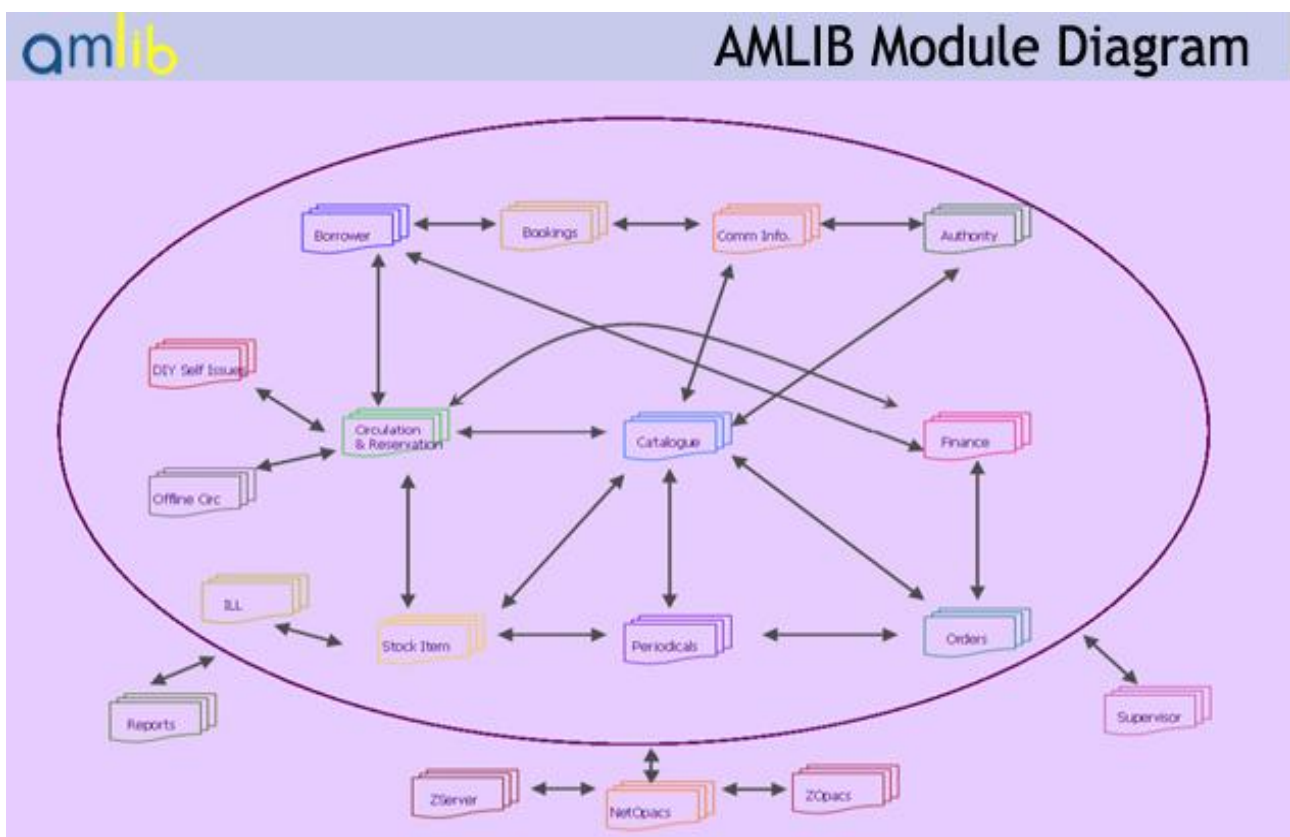 amlib
AMLIB Module Diagram
Borrower
Bookings
Comm Info.
Authority
DIY Self Issues
Circulation
& Reservation
Catalogue
Finance
Offline Circ
ILL
Stock Item
Periodicals
Orders
Reports
Supervisor
ZServer
NetOpacs
ZOpacs